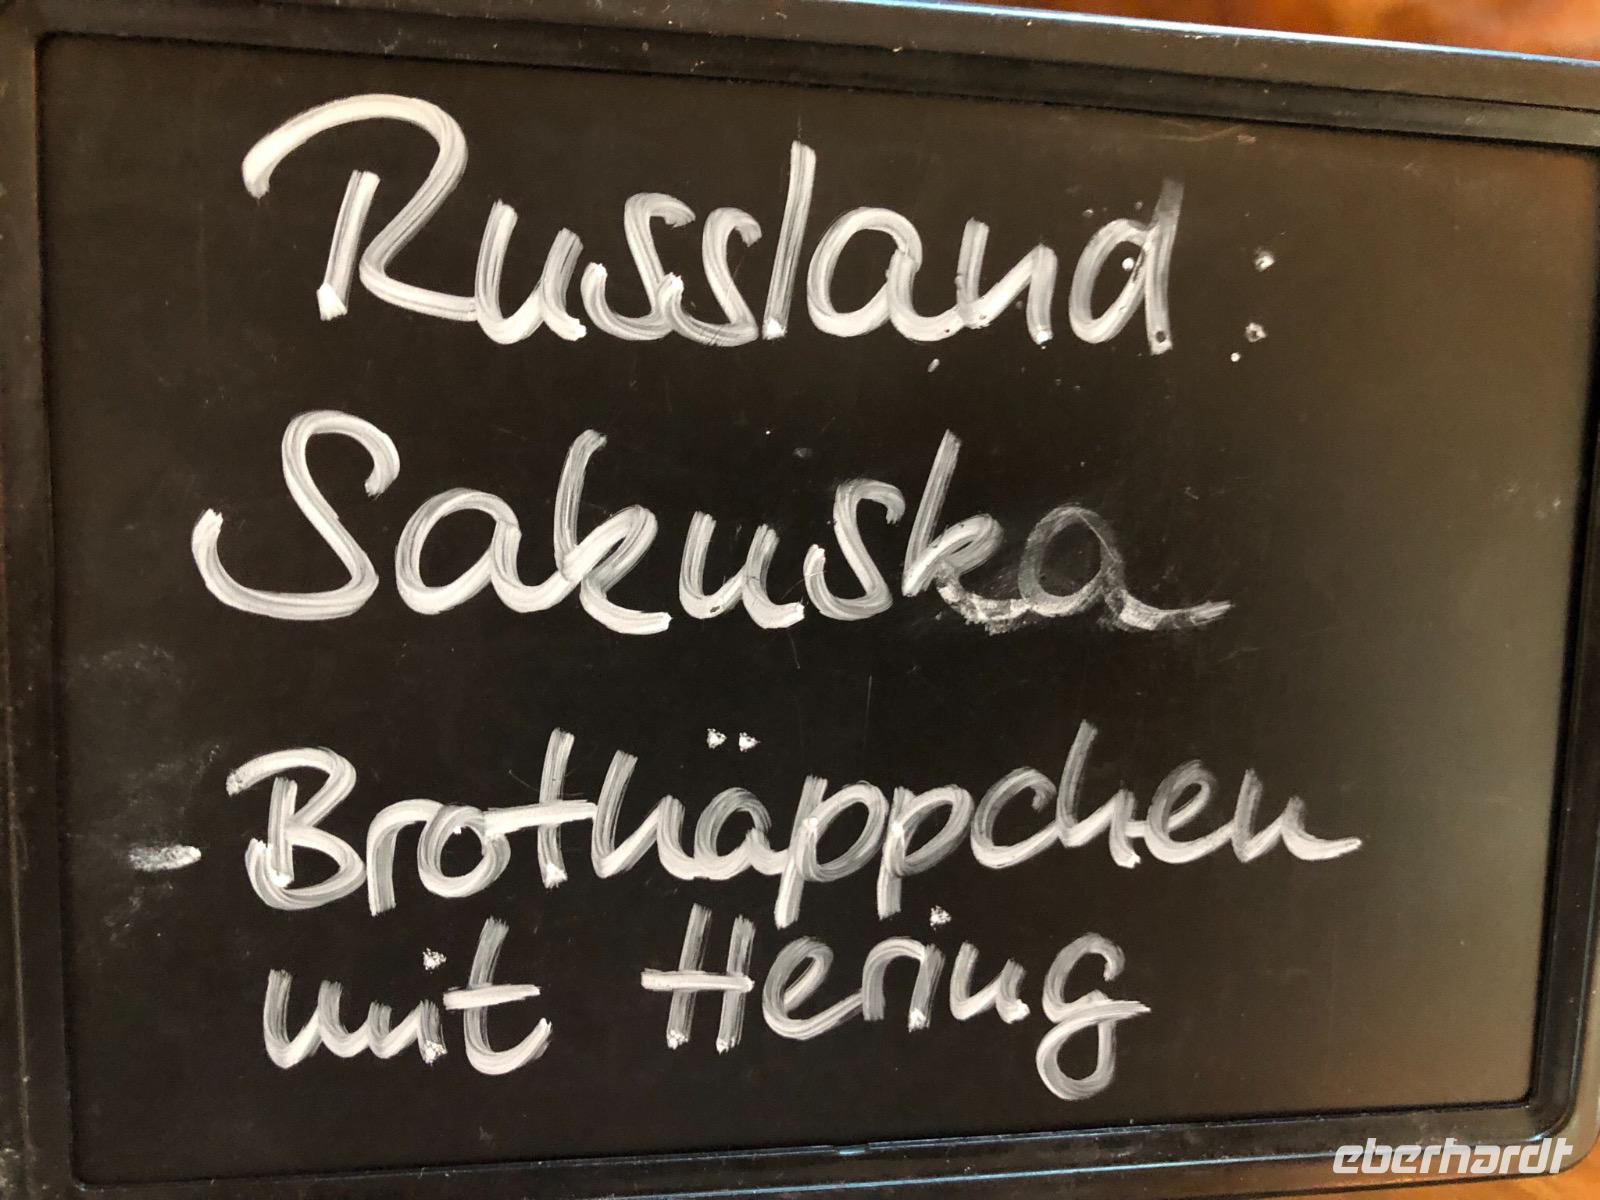 Russland:
Sakuska
- Brothäppchen
mit Hering
eberhardt